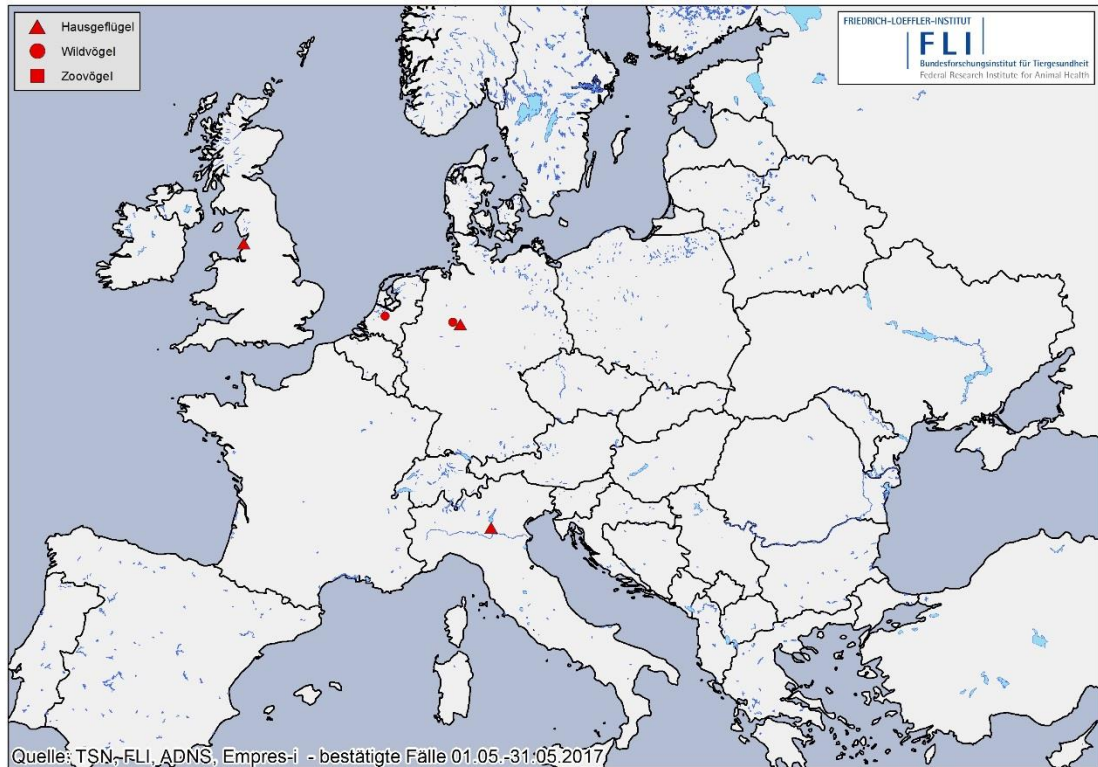 Hausgeflügel
Wildvögel
Zoovögel
FRIEDRICH-LOEFFLER-INSTITUT
FLI
Bundesforschungsinstitut für Tiergesundheit
Federal Research Institute for Animal Health
Quelle: TSN, FLI, ADNS, Empres-i - bestätigte Fälle 01.05.-31.05.2017